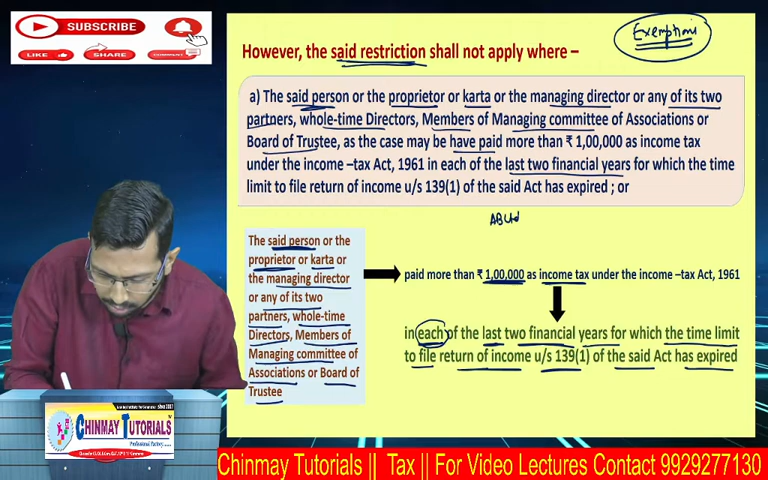 SUBSCRIBE
LIKE
SHARE
COMMENT
Exemptions
However, the said restriction shall not apply where –
a) The said person or the proprietor or karta or the managing director or any of its two
partners, whole-time Directors, Members of Managing committee of Associations or
Board of Trustee, as the case may be have paid more than ₹ 1,00,000 as income tax
under the income –tax Act, 1961 in each of the last two financial years for which the time
limit to file return of income u/s 139(1) of the said Act has expired ; or
The said person or the
proprietor or karta or
the managing director
or any of its two
partners, whole-time
Directors, Members of
Managing committee of
Associations or Board of
Trustee
paid more than ₹ 1,00,000 as income tax under the income –tax Act, 1961
in each of the last two financial years for which the time limit
to file return of income u/s 139(1) of the said Act has expired
CHINMAY TUTORIALS
Professional Factory
Chinmay Tutorials || Tax || For Video Lectures Contact 9929277130